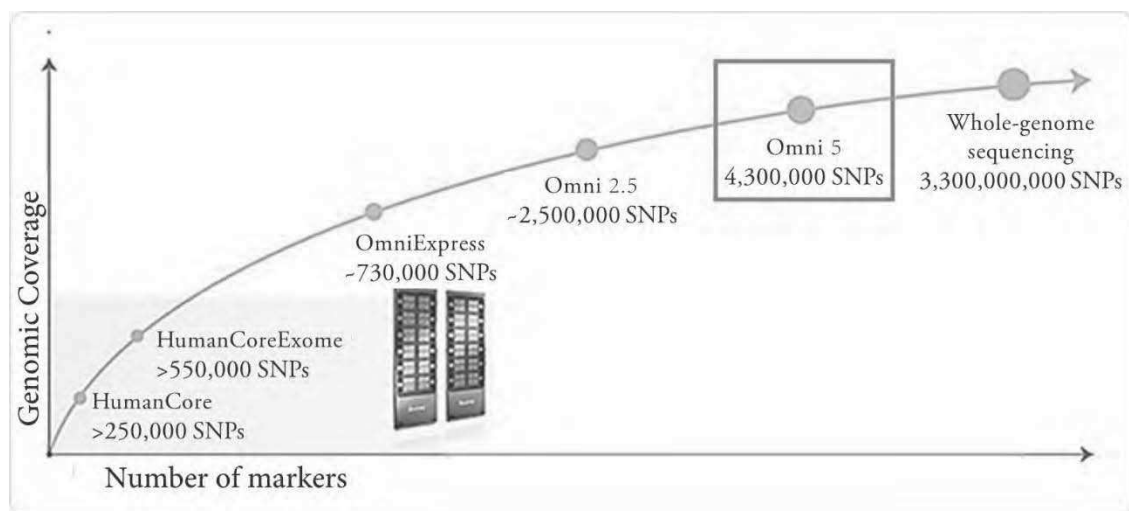 Genomic Coverage
Omni 5
4,300,000 SNPs
Whole-genome
sequencing
3,300,000,000 SNPs
Omni 2.5
~2,500,000 SNPs
OmniExpress
~730,000 SNPs
HumanCoreExome
>550,000 SNPs
HumanCore
>250,000 SNPs
Number of markers